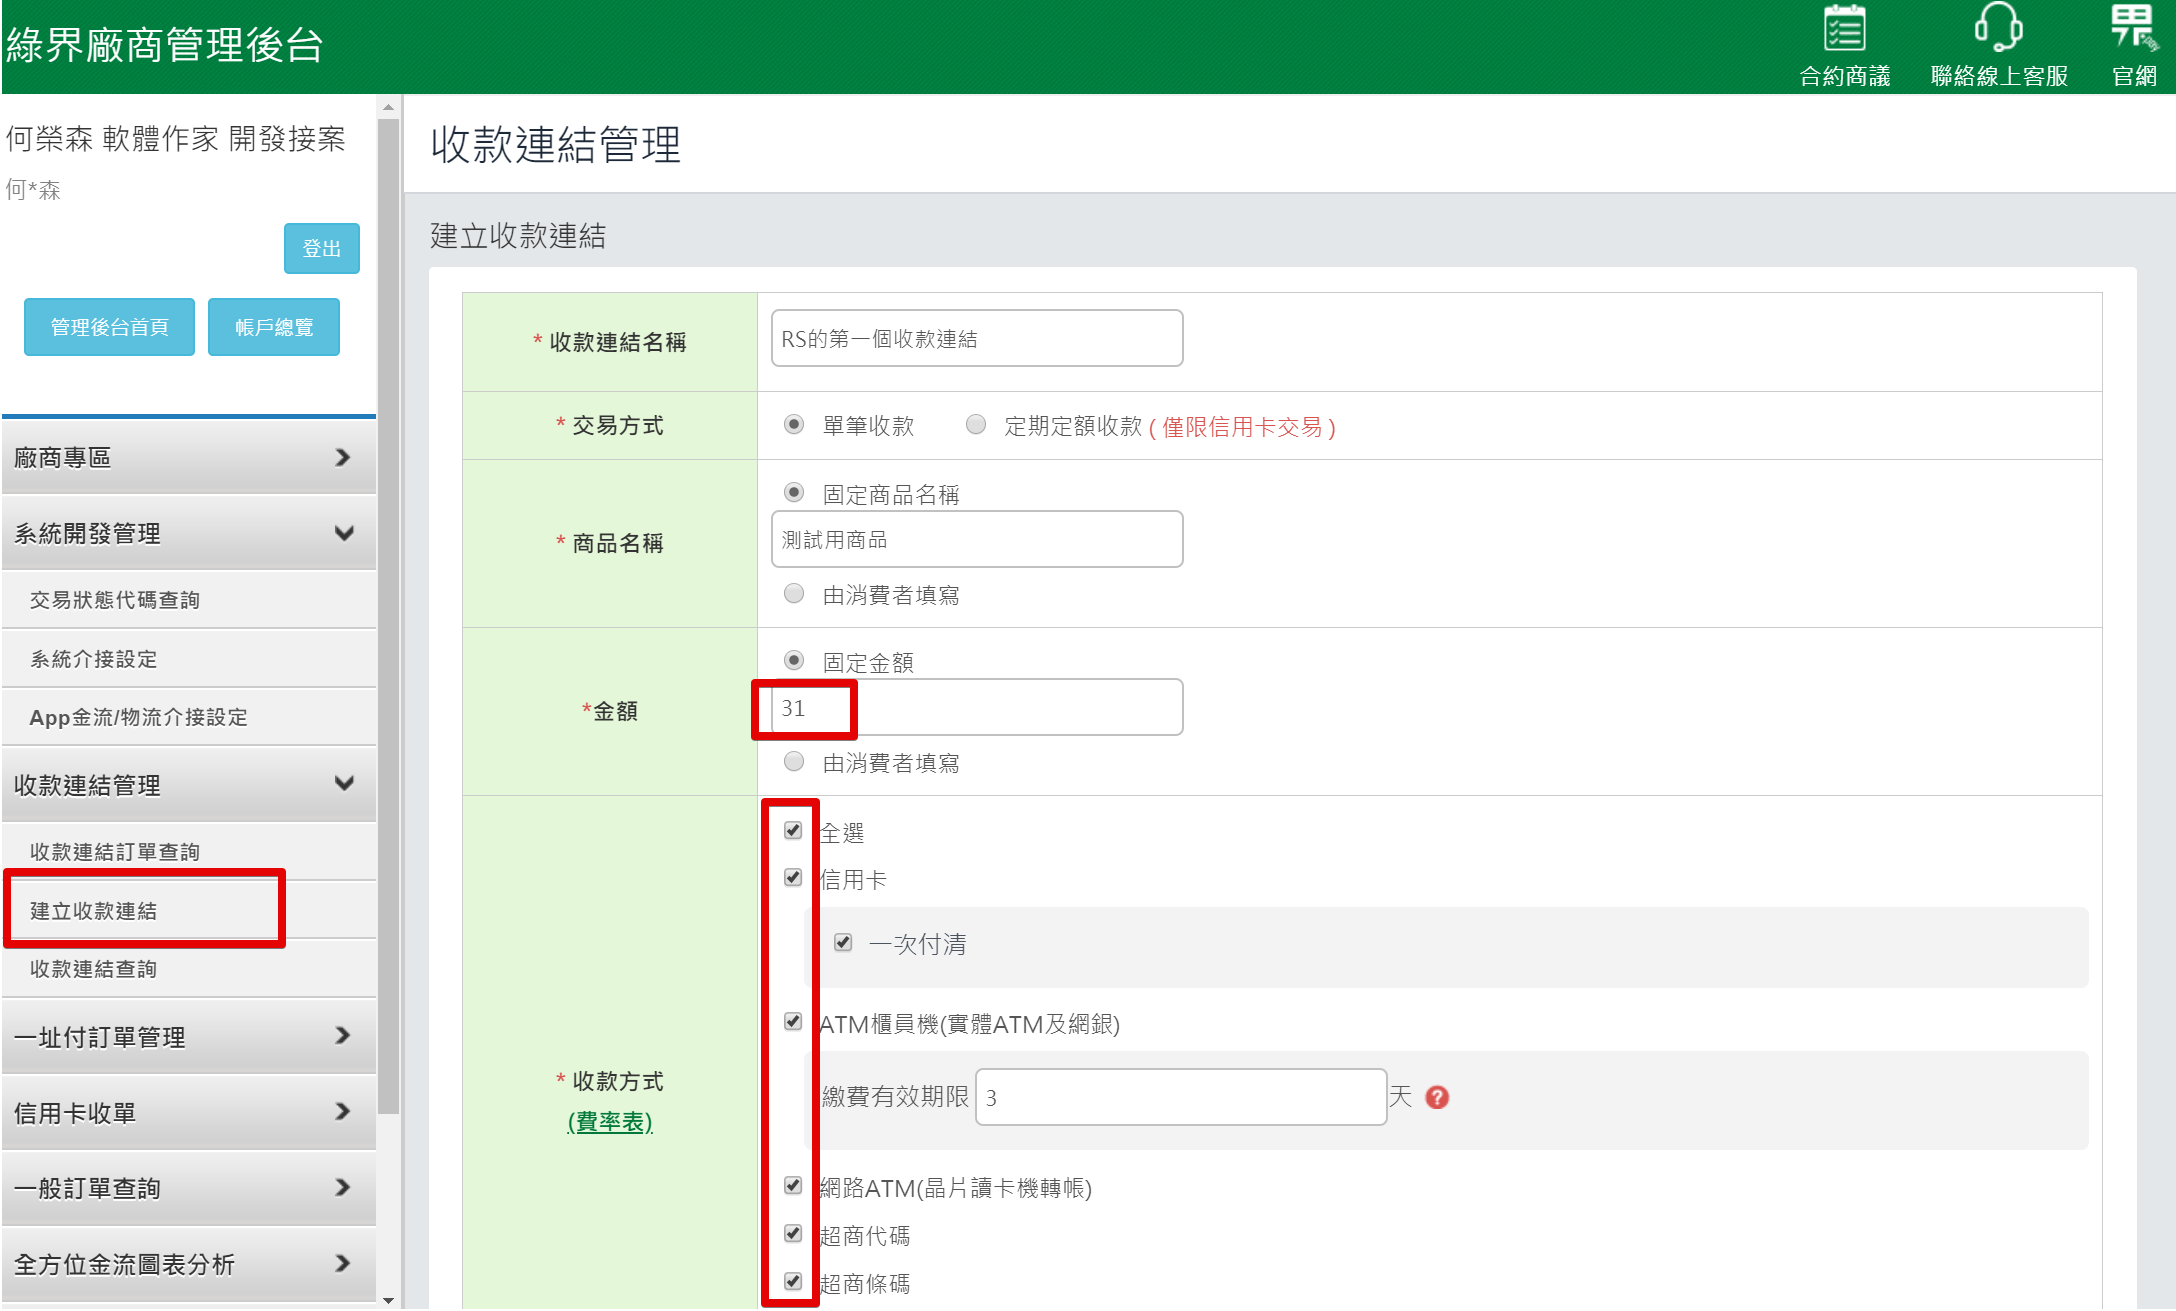 綠界廠商管理後台
合約商議
聯絡線上客服
官網
何榮森 軟體作家 開發接案
何*森
登出
管理後台首頁
帳戶總覽
廠商專區
系統開發管理
交易狀態代碼查詢
系統介接設定
App金流/物流介接設定
收款連結管理
收款連結訂單查詢
建立收款連結
收款連結查詢
一址付訂單管理
信用卡收單
一般訂單查詢
全方位金流圖表分析
收款連結管理
建立收款連結
* 收款連結名稱
RS的第一個收款連結
* 交易方式
單筆收款 定期定額收款 ( 僅限信用卡交易 )
* 商品名稱
固定商品名稱
測試用商品
由消費者填寫
*金額
固定金額
31
由消費者填寫
* 收款方式
(費率表)
全選
信用卡
一次付清
ATM櫃員機(實體ATM及網銀)
繳費有效期限 3 天 ?
網路ATM(晶片讀卡機轉帳)
超商代碼
超商條碼